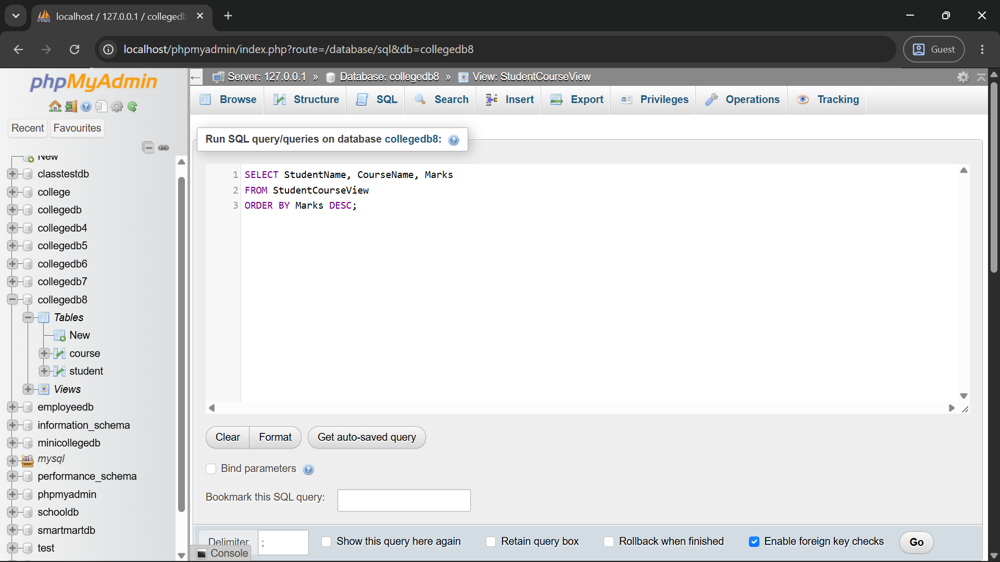 localhost / 127.0.0.1 / collegedb
localhost/phpmyadmin/index.php?route=/database/sql&db=collegedb8
Guest
phpMyAdmin
Recent
Favourites
New
classtestdb
college
collegedb
collegedb4
collegedb5
collegedb6
collegedb7
collegedb8
Tables
New
course
student
Views
employeedb
information_schema
minicollegedb
mysql
performance_schema
phpmyadmin
schooldb
smartmartdb
test
Server: 127.0.0.1 » Database: collegedb8 » View: StudentCourseView
Browse Structure SQL Search Insert Export Privileges Operations Tracking
Run SQL query/queries on database collegedb8:
1 SELECT StudentName, CourseName, Marks
2 FROM StudentCourseView
3 ORDER BY Marks DESC;
Clear Format Get auto-saved query
Bind parameters
Bookmark this SQL query:
Delimiter ; Show this query here again Retain query box Rollback when finished Enable foreign key checks Go
Console